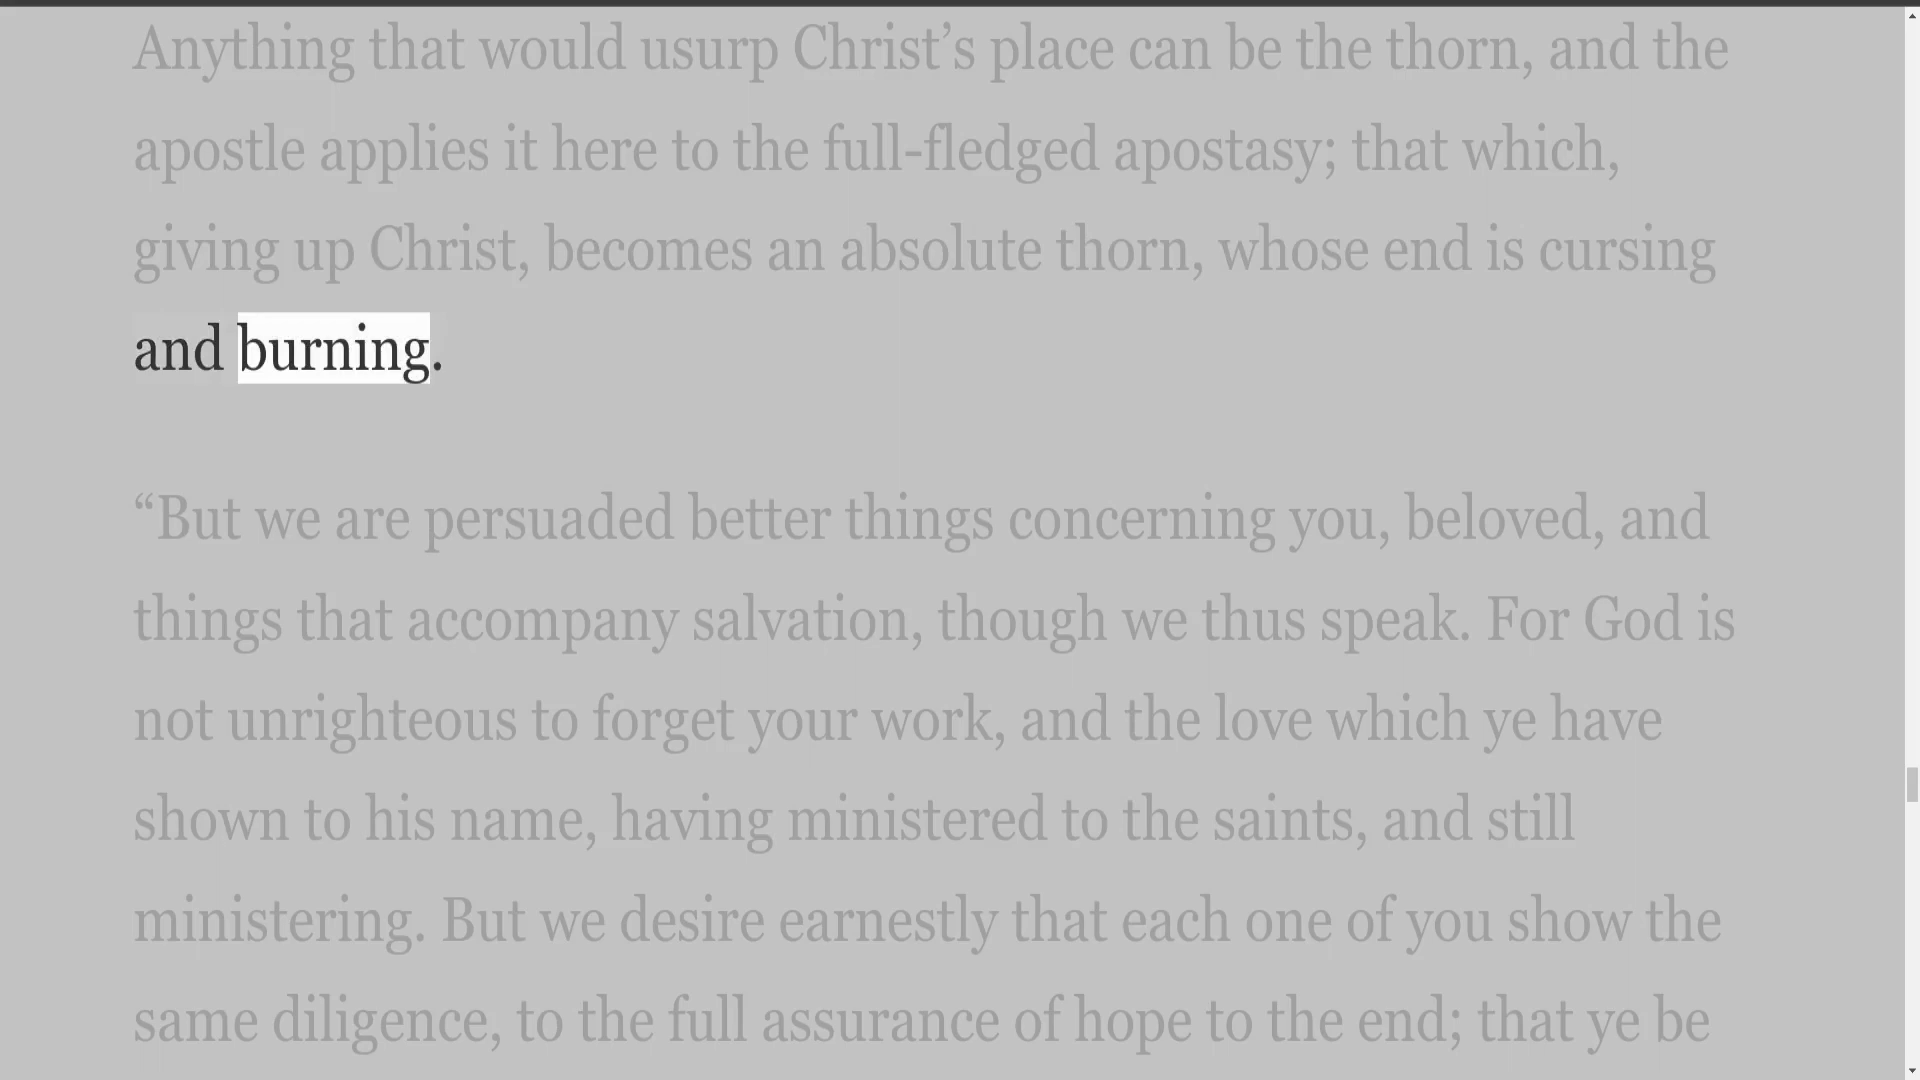 Anything that would usurp Christ’s place can be the thorn, and the
apostle applies it here to the full-fledged apostasy; that which,
giving up Christ, becomes an absolute thorn, whose end is cursing
and burning.
“But we are persuaded better things concerning you, beloved, and
things that accompany salvation, though we thus speak. For God is
not unrighteous to forget your work, and the love which ye have
shown to his name, having ministered to the saints, and still
ministering. But we desire earnestly that each one of you show the
same diligence, to the full assurance of hope to the end; that ye be